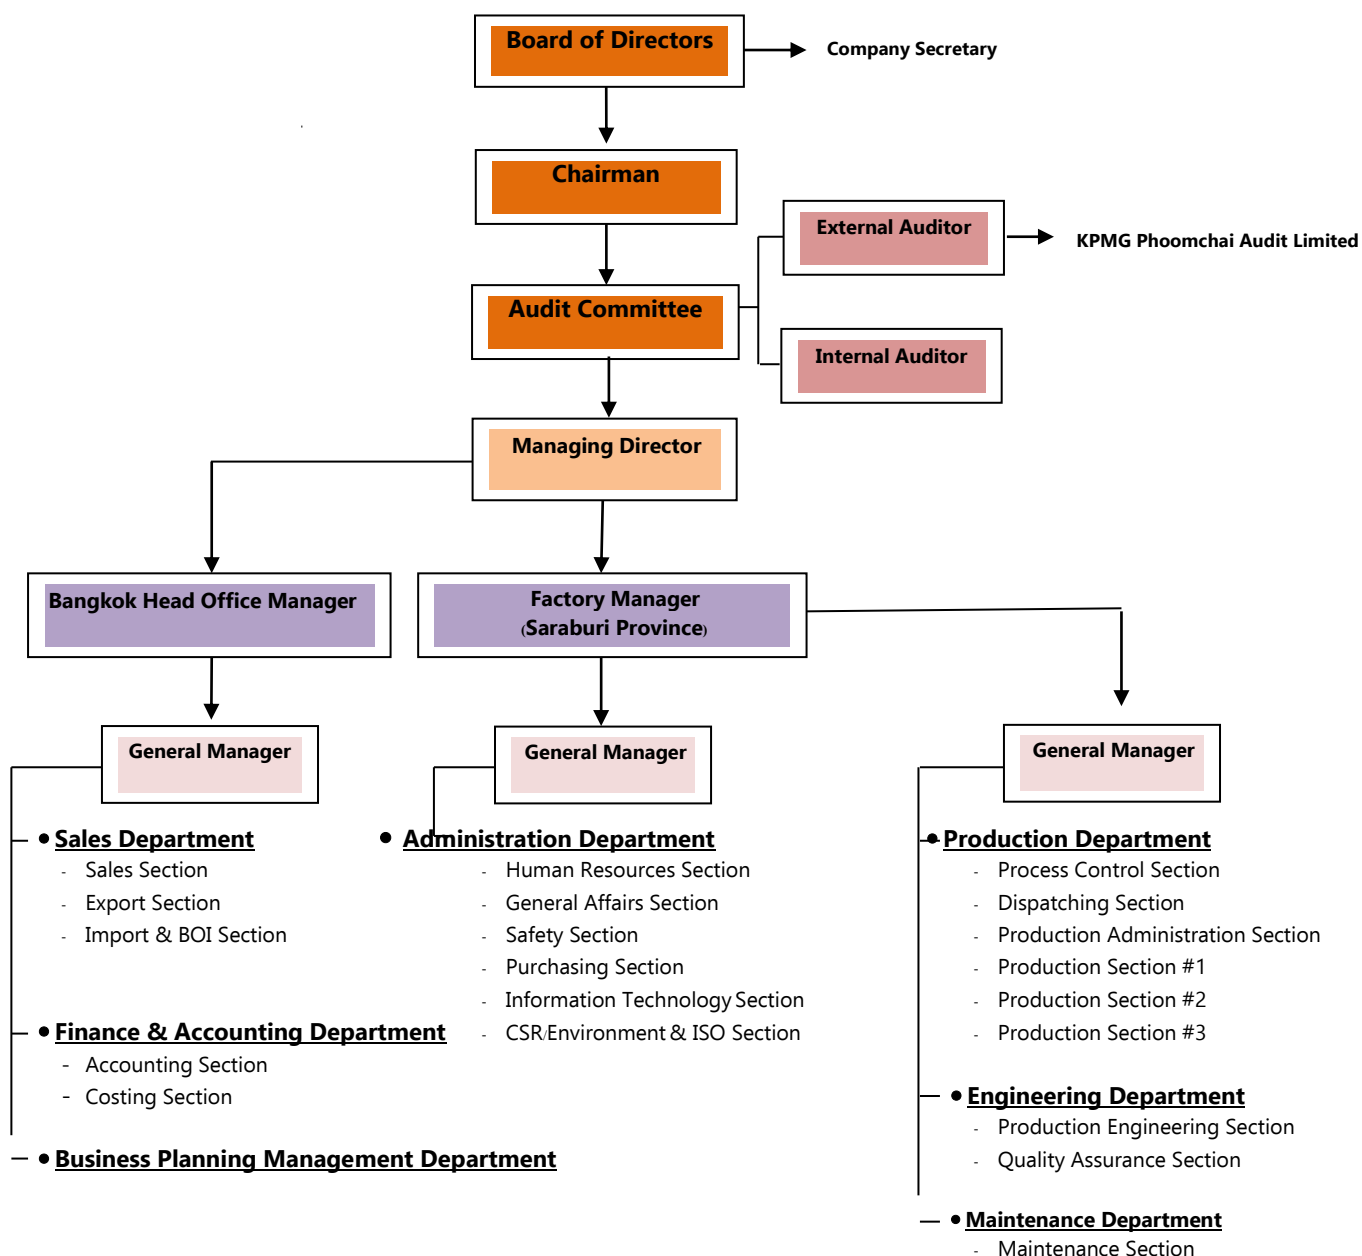 Board of Directors
Company Secretary
Chairman
External Auditor
KPMG Phoomchai Audit Limited
Audit Committee
Internal Auditor
Managing Director
Bangkok Head Office Manager
Factory Manager
(Saraburi Province)
General Manager
General Manager
General Manager
• Sales Department
- Sales Section
- Export Section
- Import & BOI Section
• Finance & Accounting Department
- Accounting Section
- Costing Section
• Business Planning Management Department
• Administration Department
- Human Resources Section
- General Affairs Section
- Safety Section
- Purchasing Section
- Information Technology Section
- CSR/Environment & ISO Section
• Production Department
- Process Control Section
- Dispatching Section
- Production Administration Section
- Production Section #1
- Production Section #2
- Production Section #3
• Engineering Department
- Production Engineering Section
- Quality Assurance Section
• Maintenance Department
- Maintenance Section